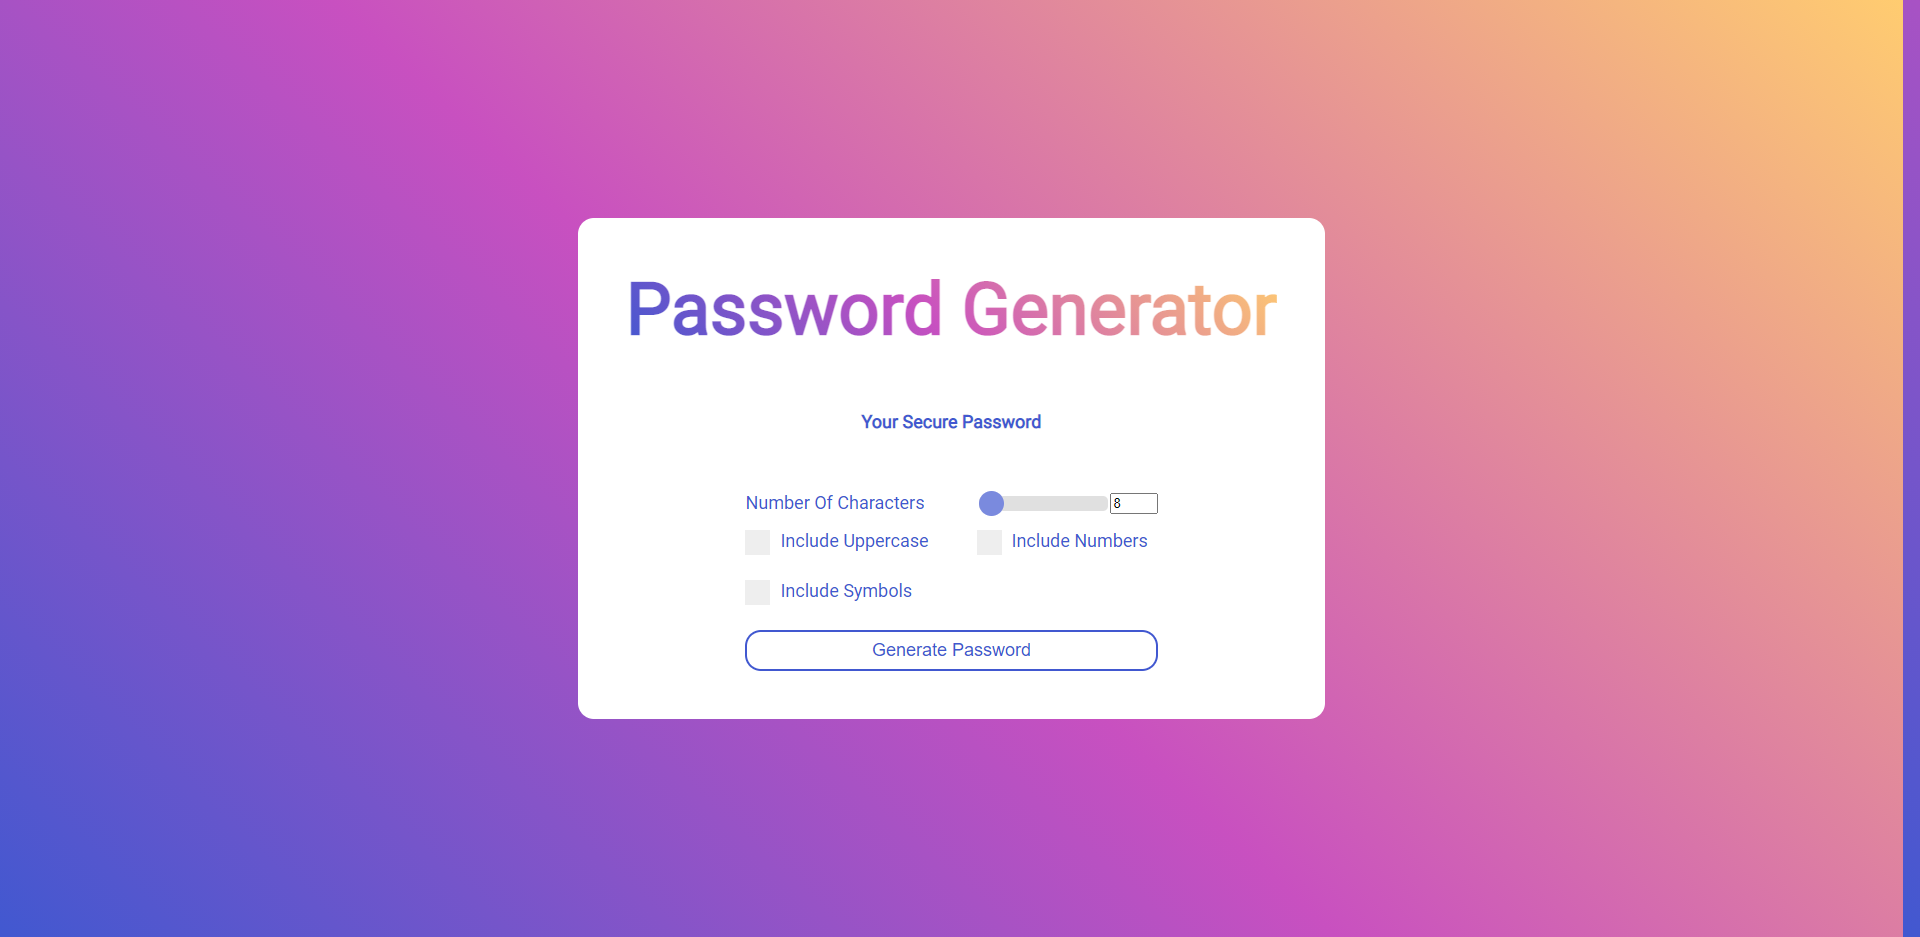 Password Generator
Your Secure Password
Number Of Characters 8
Include Uppercase Include Numbers
Include Symbols
Generate Password